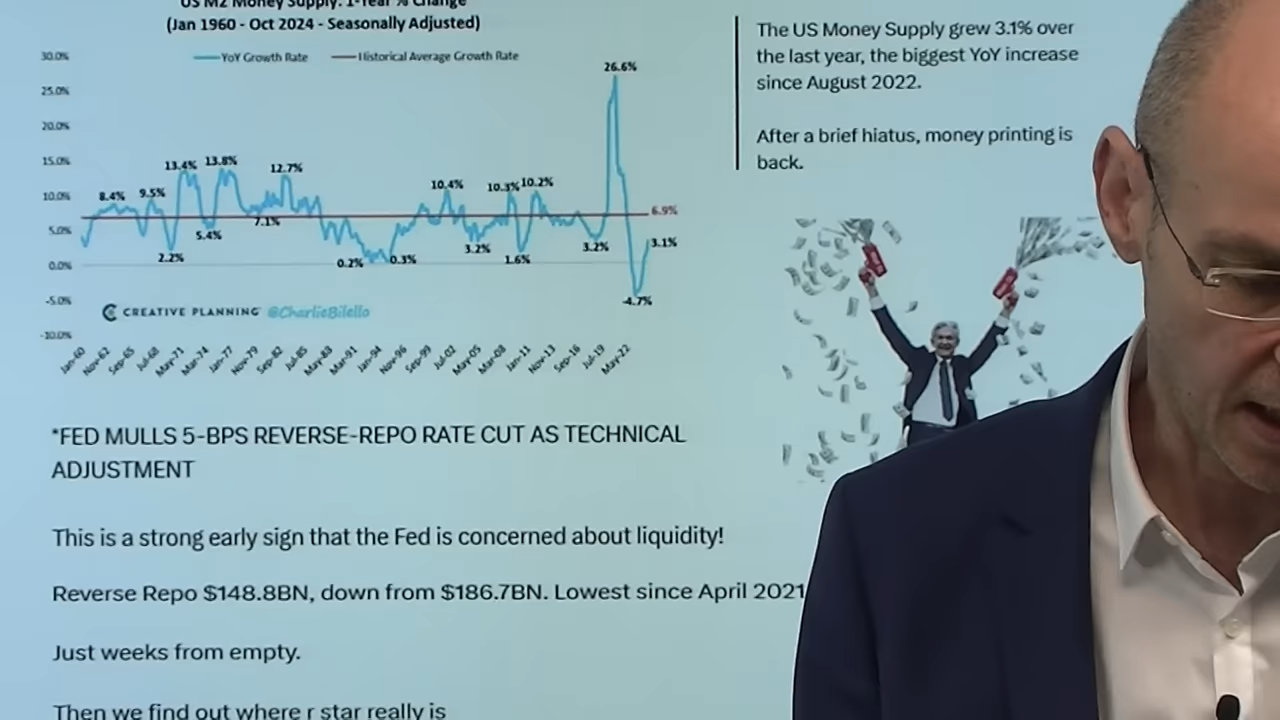 US M2 Money Supply: 1-Year % Change
(Jan 1960 - Oct 2024 - Seasonally Adjusted)
YoY Growth Rate
Historical Average Growth Rate
30.0%
25.0%
20.0%
15.0%
10.0%
5.0%
0.0%
-5.0%
-10.0%
8.4%
9.5%
2.2%
13.4%
5.4%
13.8%
7.1%
12.7%
0.2%
0.3%
10.4%
3.2%
10.3%
1.6%
10.2%
3.2%
26.6%
-4.7%
6.9%
3.1%
CREACTIVE PLANNING @CharlieBilello
Jan-60
Nov-62
Sep-65
Jul-68
May-71
Mar-74
Jan-77
Nov-79
Sep-82
Jul-85
May-88
Mar-91
Jan-94
Nov-96
Sep-99
Jul-02
May-05
Mar-08
Jan-11
Nov-13
Sep-16
Jul-19
May-22
The US Money Supply grew 3.1% over
the last year, the biggest YoY increase
since August 2022.
After a brief hiatus, money printing is
back.
*FED MULLS 5-BPS REVERSE-REPO RATE CUT AS TECHNICAL
ADJUSTMENT
This is a strong early sign that the Fed is concerned about liquidity!
Reverse Repo $148.8BN, down from $186.7BN. Lowest since April 2021
Just weeks from empty.
Then we find out where r star really is